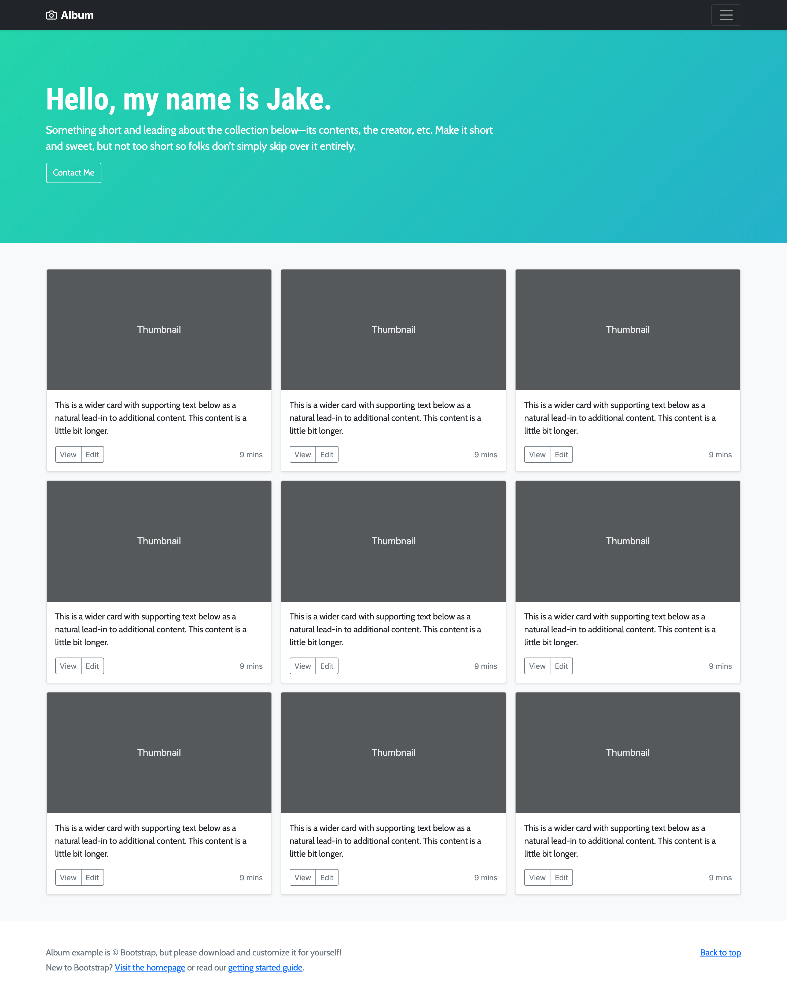 Album
Hello, my name is Jake.
Something short and leading about the collection below—its contents, the creator, etc. Make it short
and sweet, but not too short so folks don’t simply skip over it entirely.
Contact Me
Thumbnail
This is a wider card with supporting text below as a
natural lead-in to additional content. This content is a
little bit longer.
View Edit 9 mins
Thumbnail
This is a wider card with supporting text below as a
natural lead-in to additional content. This content is a
little bit longer.
View Edit 9 mins
Thumbnail
This is a wider card with supporting text below as a
natural lead-in to additional content. This content is a
little bit longer.
View Edit 9 mins
Thumbnail
This is a wider card with supporting text below as a
natural lead-in to additional content. This content is a
little bit longer.
View Edit 9 mins
Thumbnail
This is a wider card with supporting text below as a
natural lead-in to additional content. This content is a
little bit longer.
View Edit 9 mins
Thumbnail
This is a wider card with supporting text below as a
natural lead-in to additional content. This content is a
little bit longer.
View Edit 9 mins
Thumbnail
This is a wider card with supporting text below as a
natural lead-in to additional content. This content is a
little bit longer.
View Edit 9 mins
Thumbnail
This is a wider card with supporting text below as a
natural lead-in to additional content. This content is a
little bit longer.
View Edit 9 mins
Thumbnail
This is a wider card with supporting text below as a
natural lead-in to additional content. This content is a
little bit longer.
View Edit 9 mins
Album example is © Bootstrap, but please download and customize it for yourself!
Back to top
New to Bootstrap? Visit the homepage or read our getting started guide.